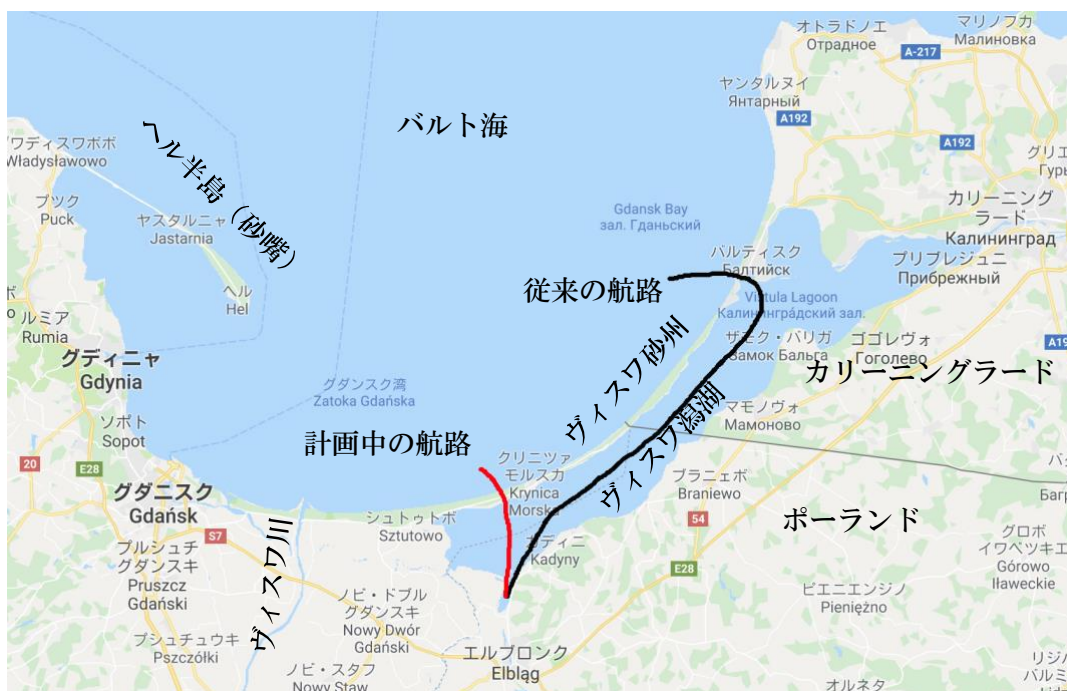 オトラドノエ
Отрадное
マリノフカ
Малиновка
A-217
ヤンタルヌイ
Янтарный
A192
A192
バルト海
ワディスワボボ
Władysławowo
ヘル半島（砂嘴）
プツク
Puck
ヤスタルニャ
Jastarnia
ヘル
Hel
Gdansk Bay
зал. Гданьский
カリーニング
ラード
Калининград
バルティスク
Балтийск
プリブレジュニ
Прибрежный
従来の航路
Vistula Lagoon
Калинингра́дский зал.
ルミア
Rumia
グディニャ
Gdynia
ザモク・バリガ
Замок Бальга
ゴゴレヴォ
Гоголево
カリーニングラード
ヴィスワ砂州
ヴィスワ潟湖
グダンスク湾
Zatoka Gdańska
マモノヴォ
Мамоново
ソポト
Sopot
計画中の航路
クリニツァ
モルスカ
Krynica
Morska
20
E28
グダニスク
Gdańsk
ブラニェボ
Braniewo
54
ポーランド
シュトゥトボ
Sztutowo
S7
ヴィスワ川
カディニ
Kadyny
E28
プルシュチ
グダンスキ
Pruszcz
Gdański
グロボ
イワベツキエ
Górowo
Iławeckie
ノビ・ドブル
グダンスキ
Nowy Dwór
Gdański
ピエニエンジノ
Pieniężno
プシュチュウキ
Pszczółki
エルブロンク
Elbląg
ノビ・スタフ
Nowy Staw
オルネタ